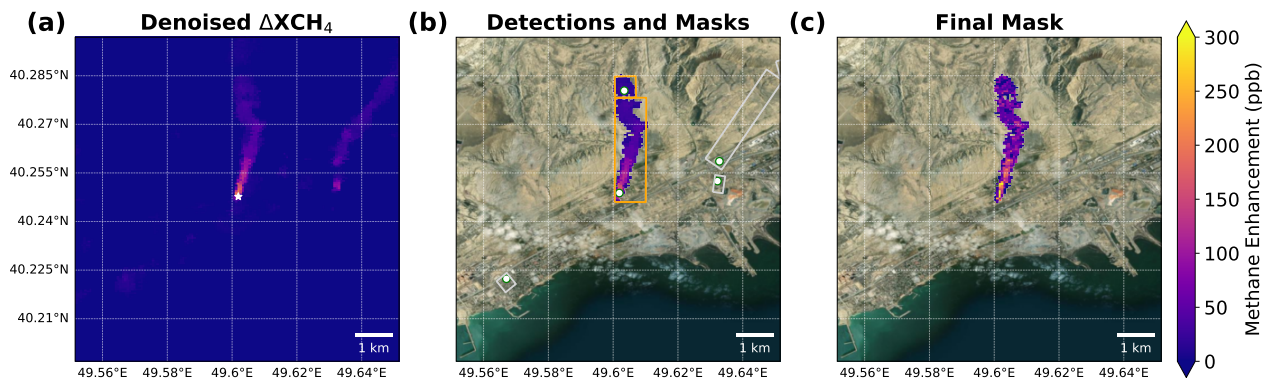 (a) Denoised ΔXCH₄
(b) Detections and Masks
(c) Final Mask
40.285°N
40.27°N
40.255°N
40.24°N
40.225°N
40.21°N
1 km
49.56°E 49.58°E 49.6°E 49.62°E 49.64°E
1 km
49.56°E 49.58°E 49.6°E 49.62°E 49.64°E
1 km
49.56°E 49.58°E 49.6°E 49.62°E 49.64°E
300
250
200
150
100
50
0
Methane Enhancement (ppb)